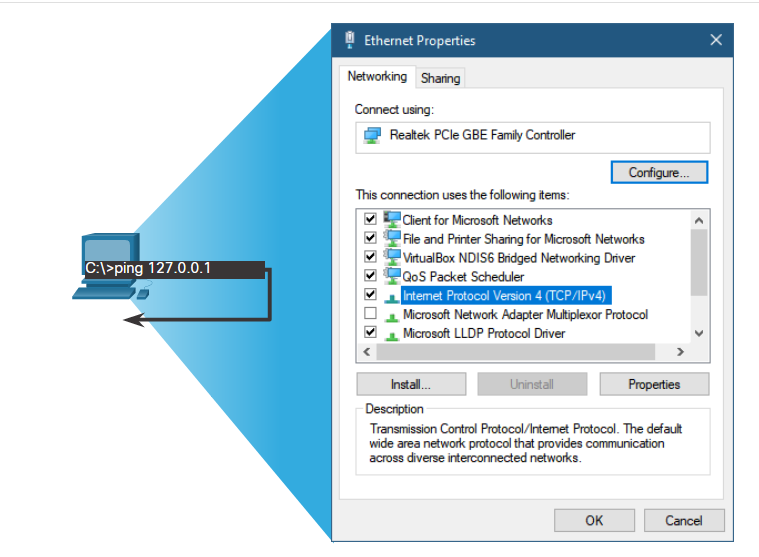 Ethernet Properties
Networking
Sharing
Connect using:
Realtek PCIe GBE Family Controller
Configure...
This connection uses the following items:
Client for Microsoft Networks
File and Printer Sharing for Microsoft Networks
VirtualBox NDIS6 Bridged Networking Driver
QoS Packet Scheduler
Internet Protocol Version 4 (TCP/IPv4)
Microsoft Network Adapter Multiplexor Protocol
Microsoft LLDP Protocol Driver
C:\>ping 127.0.0.1
Install...
Uninstall
Properties
Description
Transmission Control Protocol/Internet Protocol. The default
wide area network protocol that provides communication
across diverse interconnected networks.
OK
Cancel